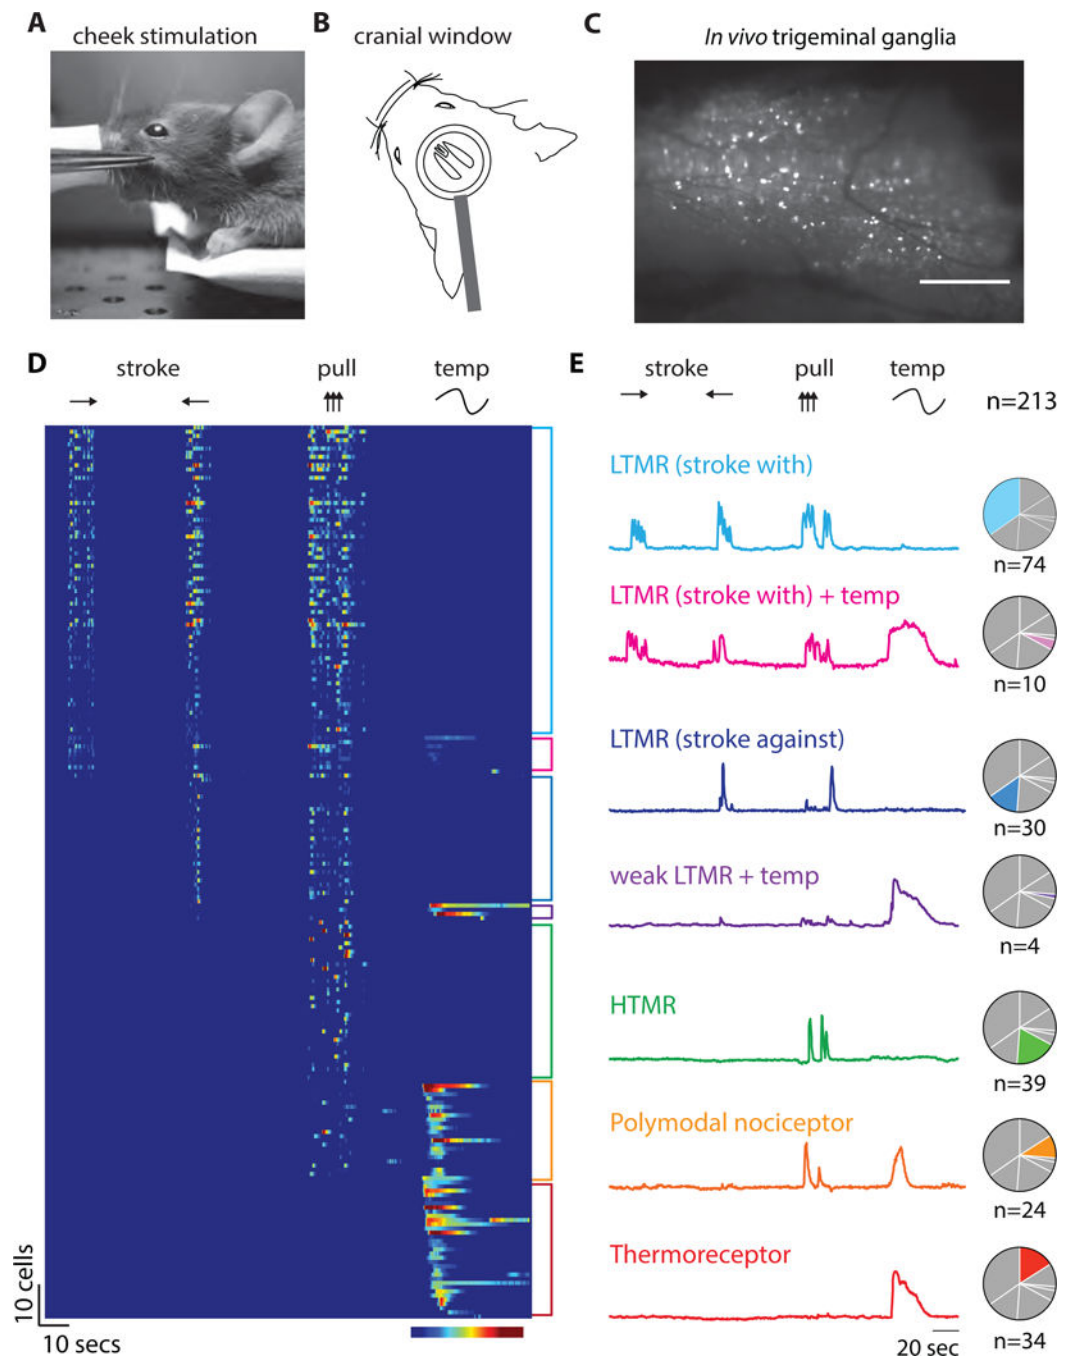 A
cheek stimulation
B
cranial window
C
In vivo trigeminal ganglia
D
stroke
pull
temp
10 cells
10 secs
E
stroke
pull
temp
n=213
LTMR (stroke with)
n=74
LTMR (stroke with) + temp
n=10
LTMR (stroke against)
n=30
weak LTMR + temp
n=4
HTMR
n=39
Polymodal nociceptor
n=24
Thermoreceptor
n=34
20 sec